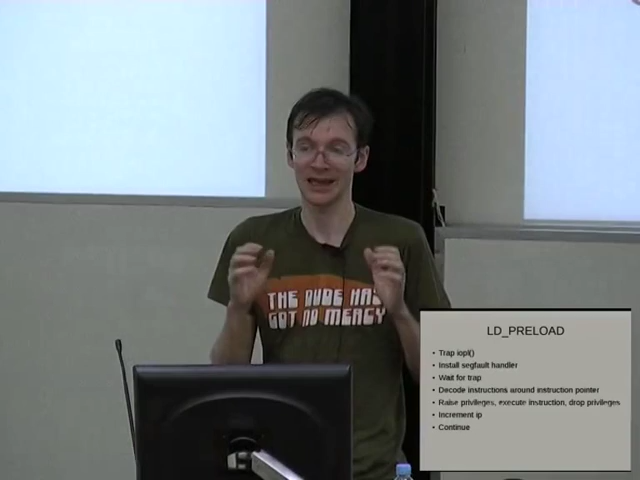 THE DUDE HAS
GOT NO MERCY
LD_PRELOAD
• Trap iopl()
• Install segfault handler
• Wait for trap
• Decode instructions around instruction pointer
• Raise privileges, execute instruction, drop privileges
• Increment ip
• Continue